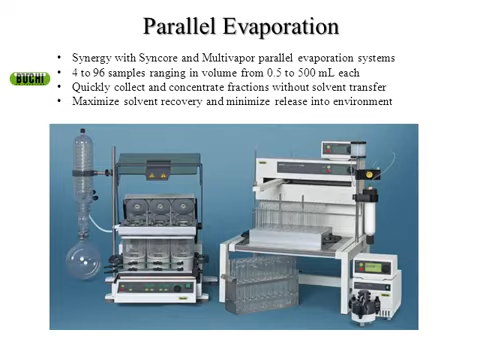 Parallel Evaporation
• Synergy with Syncore and Multivapor parallel evaporation systems
• 4 to 96 samples ranging in volume from 0.5 to 500 mL each
BUCHI
• Quickly collect and concentrate fractions without solvent transfer
• Maximize solvent recovery and minimize release into environment